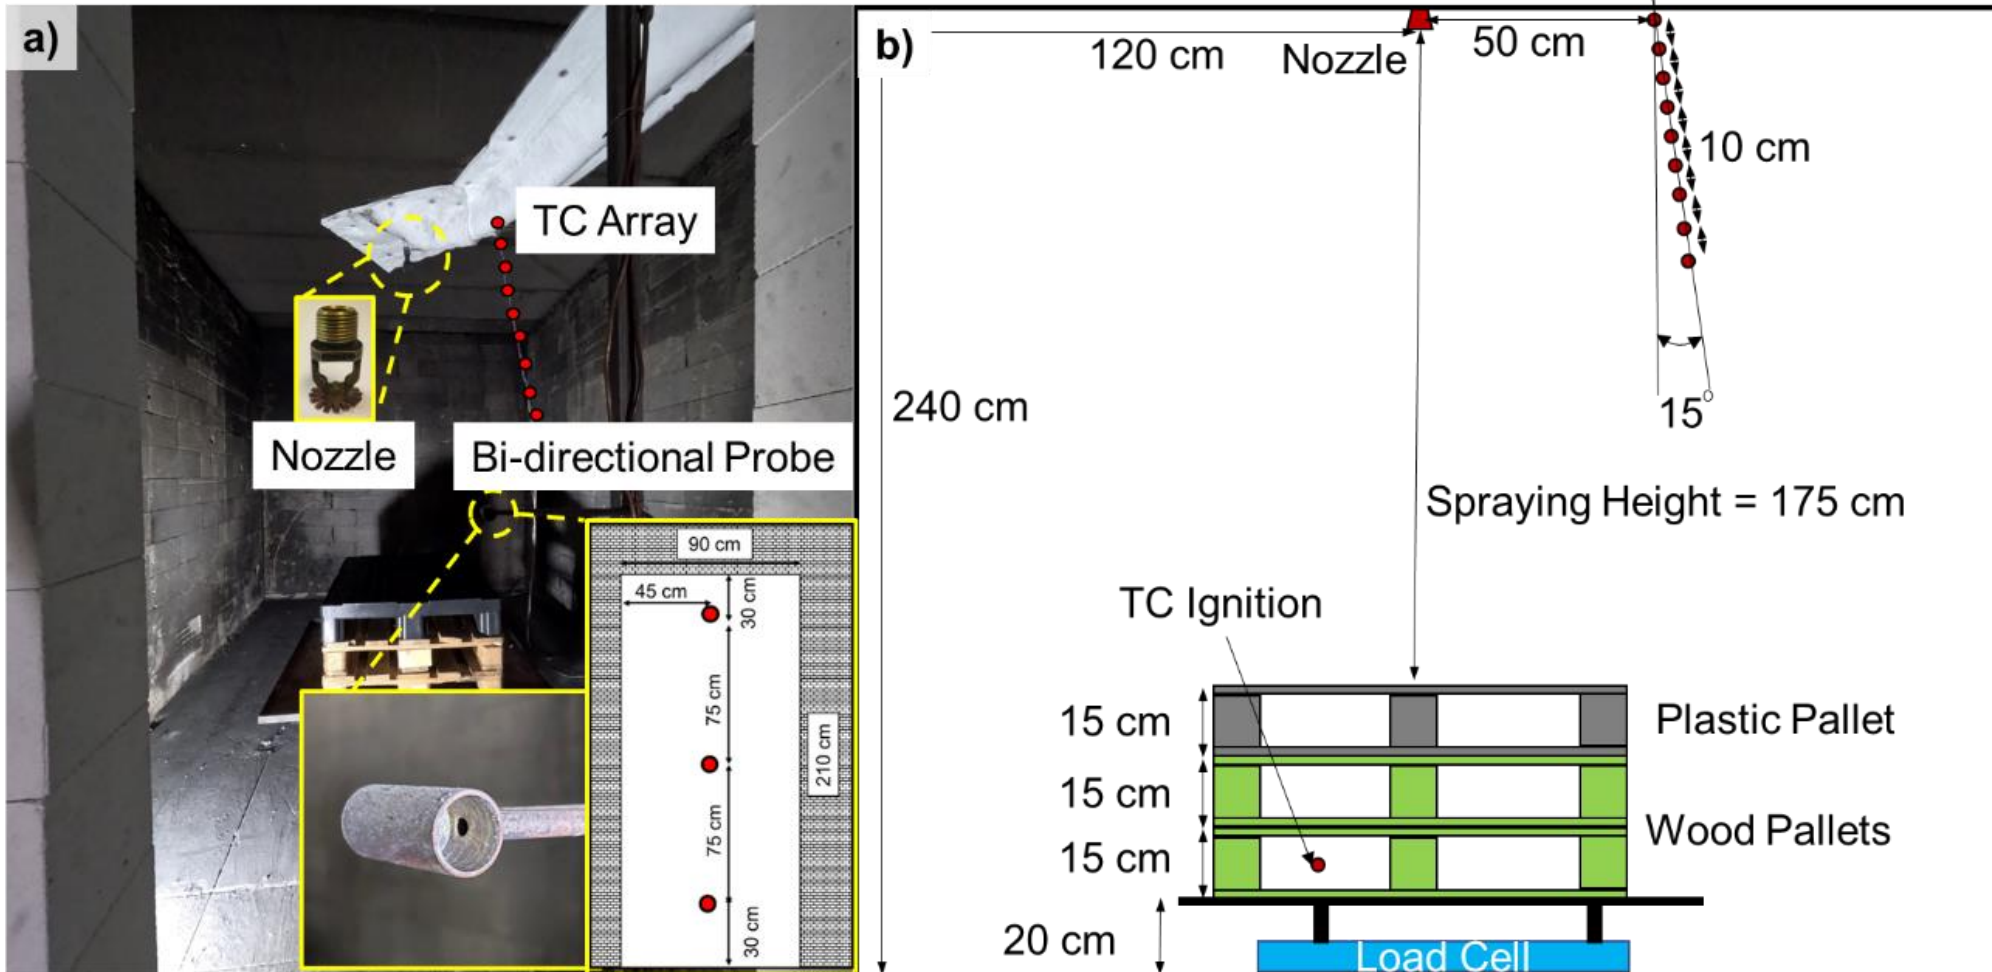 a)
TC Array
Nozzle
Bi-directional Probe
90 cm
45 cm
30 cm
75 cm
210 cm
75 cm
30 cm
b)
120 cm
Nozzle
50 cm
10 cm
15°
240 cm
Spraying Height = 175 cm
TC Ignition
15 cm
Plastic Pallet
15 cm
Wood Pallets
15 cm
20 cm
Load Cell